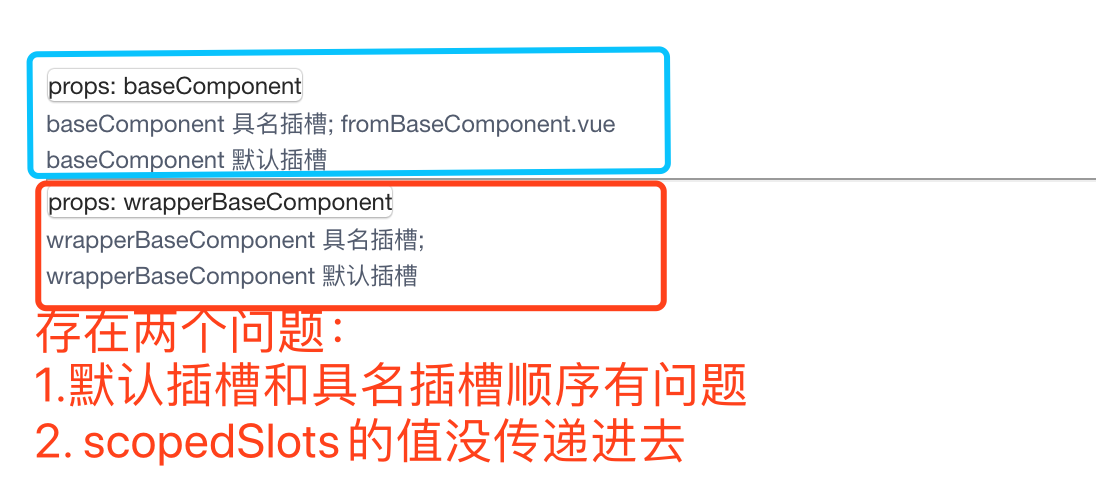 props: baseComponent
baseComponent 具名插槽; fromBaseComponent.vue
baseComponent 默认插槽
props: wrapperBaseComponent
wrapperBaseComponent 具名插槽;
wrapperBaseComponent 默认插槽
存在两个问题：
1.默认插槽和具名插槽顺序有问题
2. scopedSlots 的值没传递进去